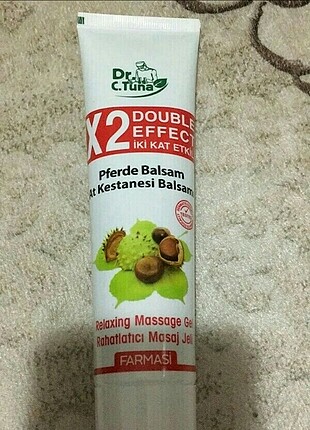 Dr.
C.Tuna
X2 DOUBLE
EFFECT
İKİ KAT ETKİ
Pferde Balsam
At Kestanesi Balsamı
Relaxing Massage Gel
Rahatlatıcı Masaj Jeli
FARMASİ